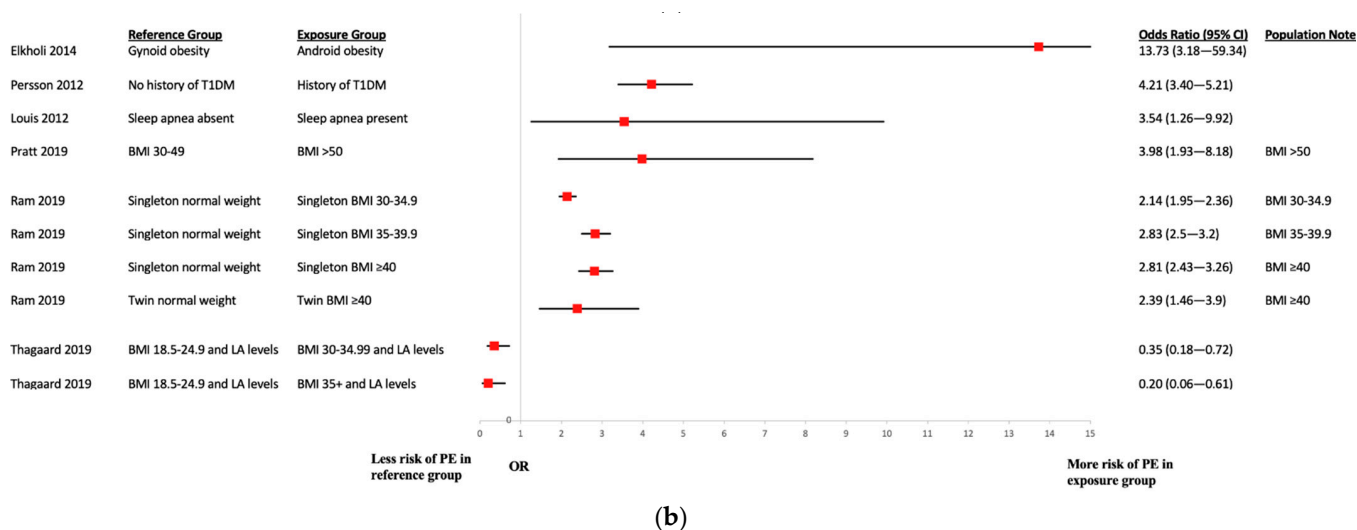 Reference Group Exposure Group Odds Ratio (95% CI) Population Note
Elkholi 2014 Gynoid obesity Android obesity 13.73 (3.18—59.34)
Persson 2012 No history of T1DM History of T1DM 4.21 (3.40—5.21)
Louis 2012 Sleep apnea absent Sleep apnea present 3.54 (1.26—9.92)
Pratt 2019 BMI 30-49 BMI >50 3.98 (1.93—8.18) BMI >50
Ram 2019 Singleton normal weight Singleton BMI 30-34.9 2.14 (1.95—2.36) BMI 30-34.9
Ram 2019 Singleton normal weight Singleton BMI 35-39.9 2.83 (2.5—3.2) BMI 35-39.9
Ram 2019 Singleton normal weight Singleton BMI ≥40 2.81 (2.43—3.26) BMI ≥40
Ram 2019 Twin normal weight Twin BMI ≥40 2.39 (1.46—3.9) BMI ≥40
Thagaard 2019 BMI 18.5-24.9 and LA levels BMI 30-34.99 and LA levels 0.35 (0.18—0.72)
Thagaard 2019 BMI 18.5-24.9 and LA levels BMI 35+ and LA levels 0.20 (0.06—0.61)
0
0 1 2 3 4 5 6 7 8 9 10 11 12 13 14 15
Less risk of PE in
reference group
OR
More risk of PE in
exposure group
(b)